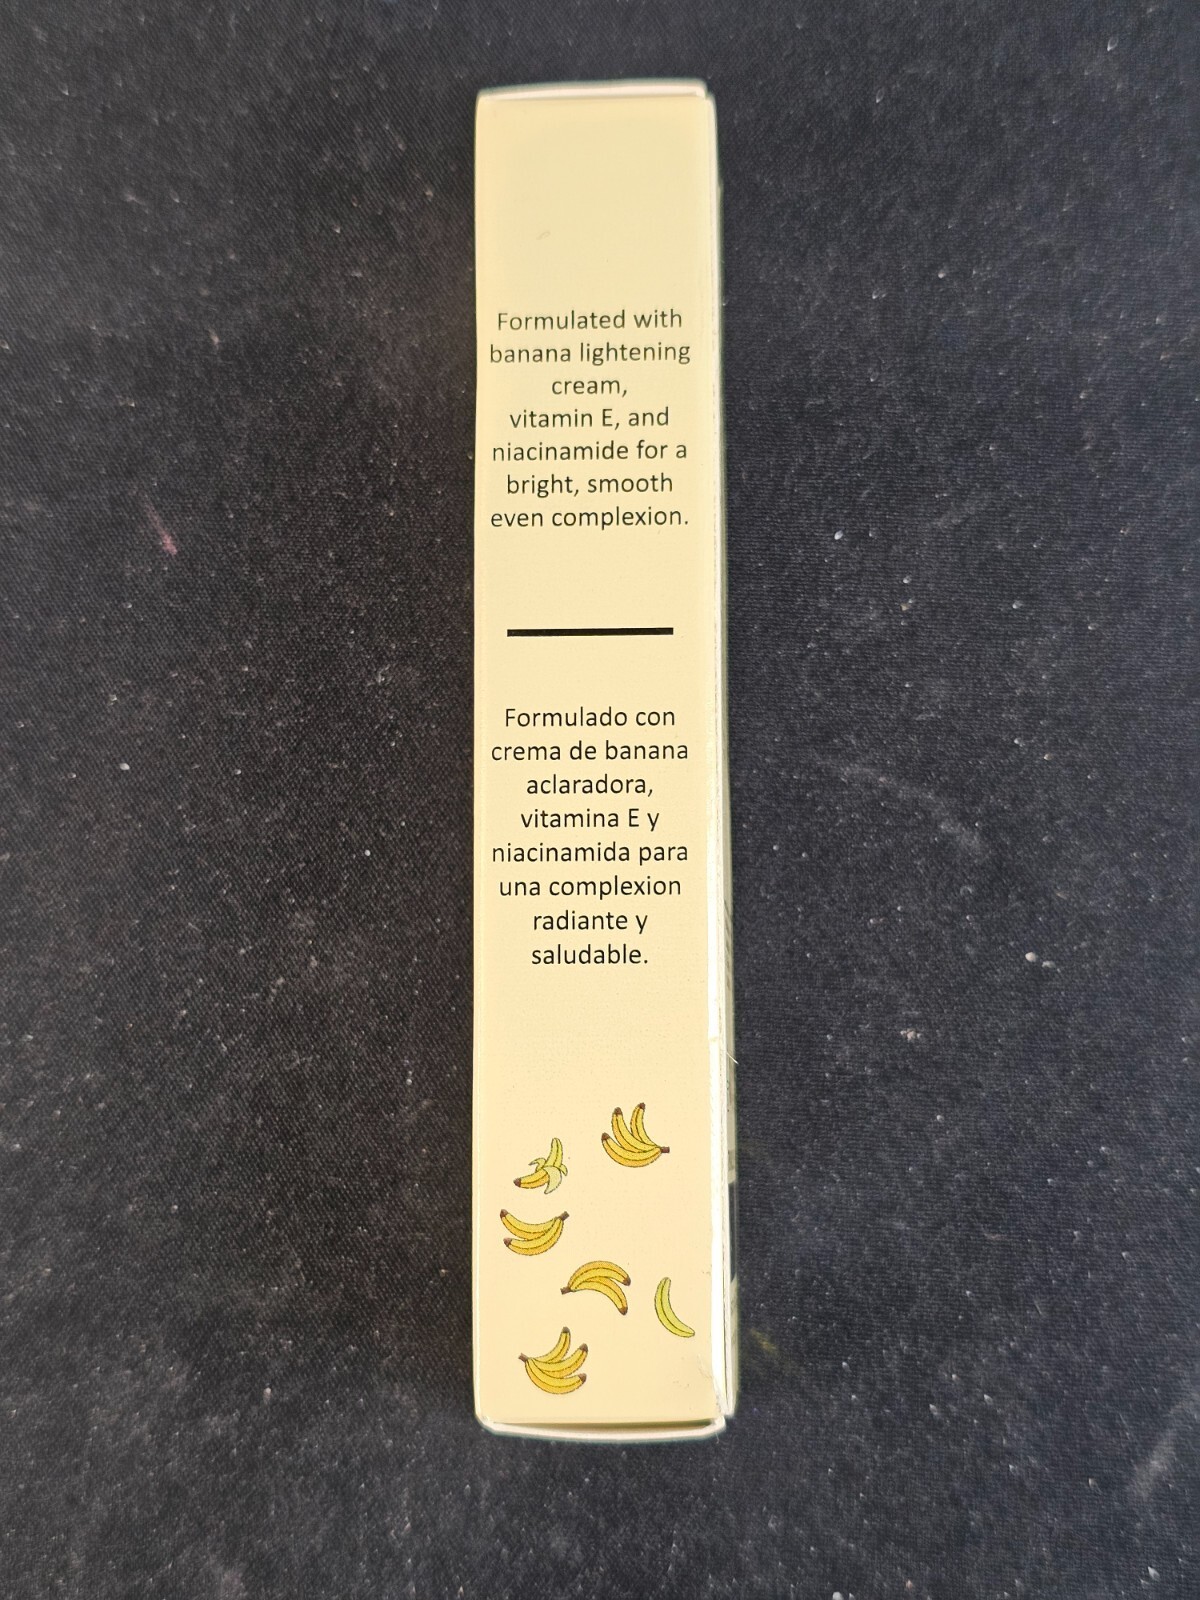 Formulated with
banana lightening
cream,
vitamin E, and
niacinamide for a
bright, smooth
even complexion.
Formulado con
crema de banana
aclaradora,
vitamina E y
niacinamida para
una complexion
radiante y
saludable.